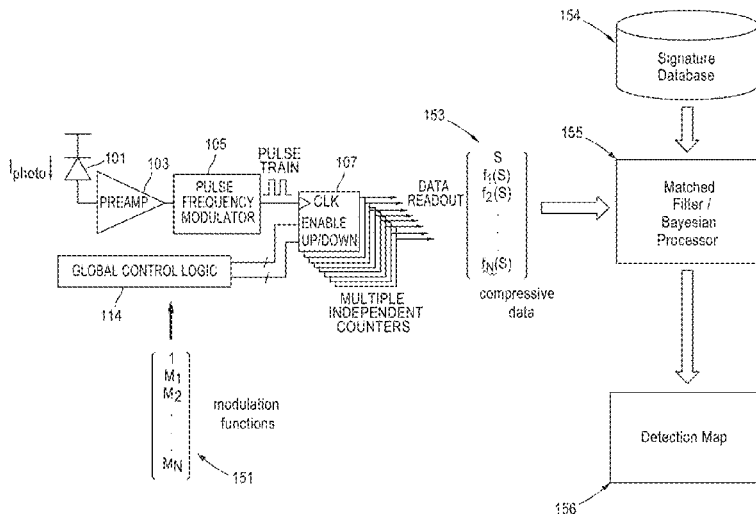 154
Signature
Database
153
155
S
f1(S)
f2(S)
.
.
.
fN(S)
compressive
data
Matched
Filter /
Bayesian
Processor
Iphoto
101
103
PREAMP
105
PULSE
FREQUENCY
MODULATOR
PULSE
TRAIN
107
CLK
ENABLE
UP/DOWN
DATA
READOUT
MULTIPLE
INDEPENDENT
COUNTERS
GLOBAL CONTROL LOGIC
114
1
M1
M2
.
.
.
MN
modulation
functions
151
Detection Map
156